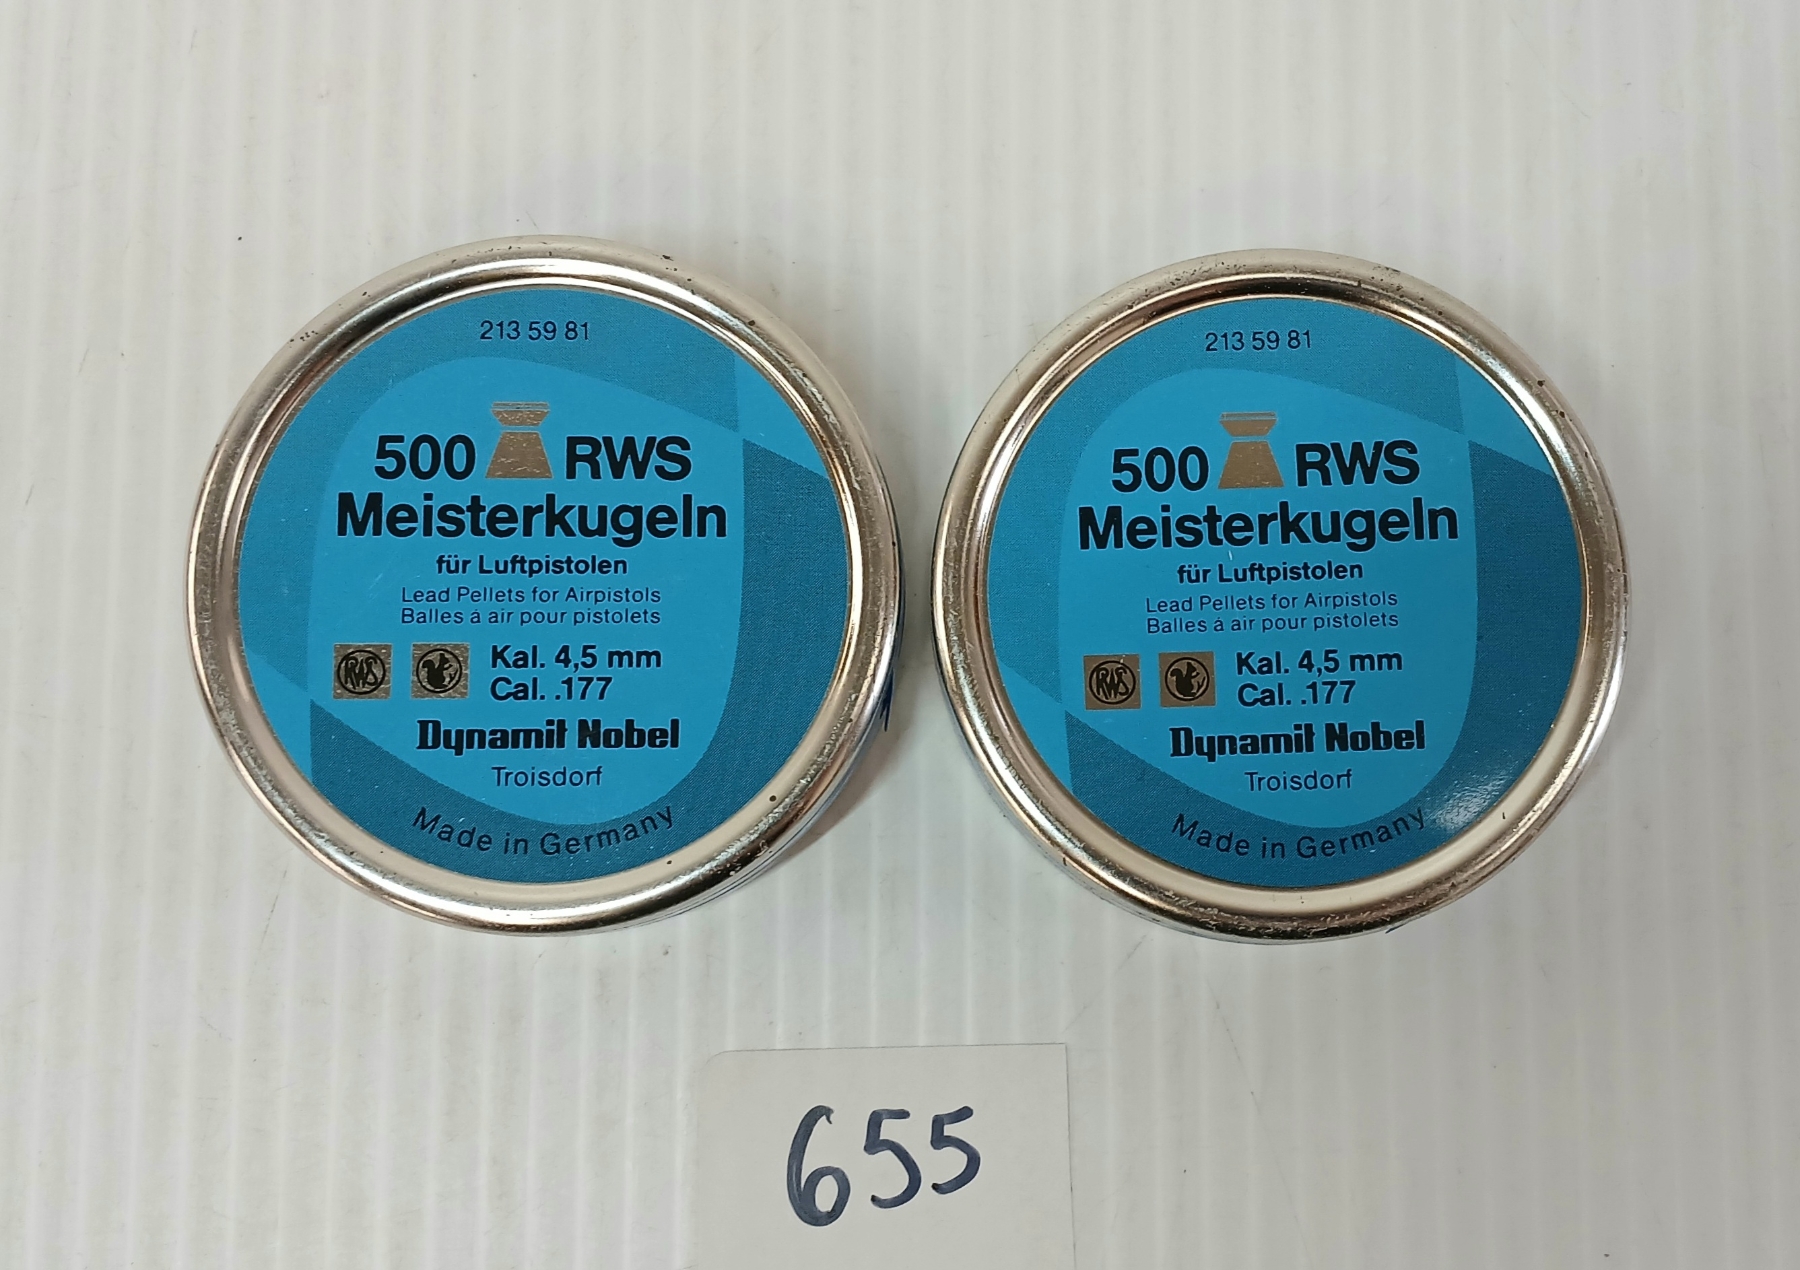 213 59 81
500 RWS
Meisterkugeln
für Luftpistolen
Lead Pellets for Airpistols
Balles à air pour pistolets
RWS
Kal. 4,5 mm
Cal. .177
Dynamit Nobel
Troisdorf
Made in Germany
213 59 81
500 RWS
Meisterkugeln
für Luftpistolen
Lead Pellets for Airpistols
Balles à air pour pistolets
RWS
Kal. 4,5 mm
Cal. .177
Dynamit Nobel
Troisdorf
Made in Germany
655